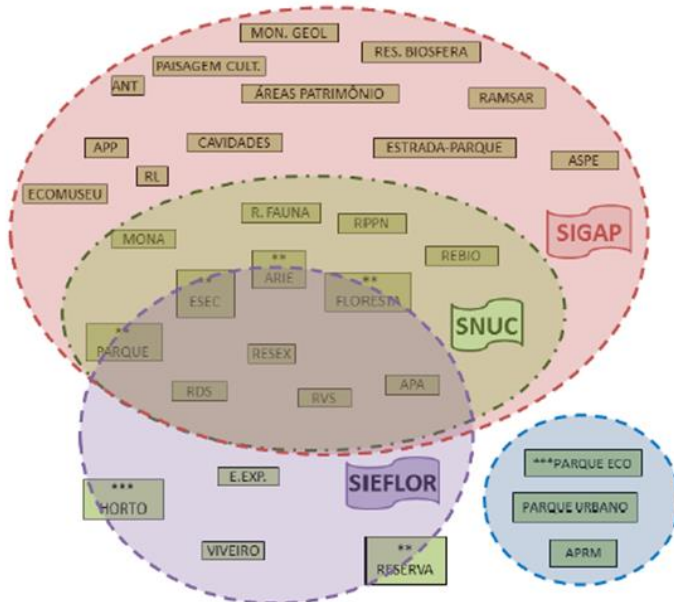 MON. GEOL
RES. BIOSFERA
PAISAGEM CULT.
ANT
ÁREAS PATRIMÔNIO
RAMSAR
APP
CAVIDADES
ESTRADA-PARQUE
ASPE
RL
ECOMUSEU
R. FAUNA
RPPN
MONA
REBIO
SIGAP
**
ARIE
**
ESEC
**
FLORESTA
SNUC
**
PARQUE
RESEX
RDS
RVS
APA
***PARQUE ECO
E.EXP.
SIEFLOR
***
HORTO
PARQUE URBANO
VIVEIRO
**
RESERVA
APRM